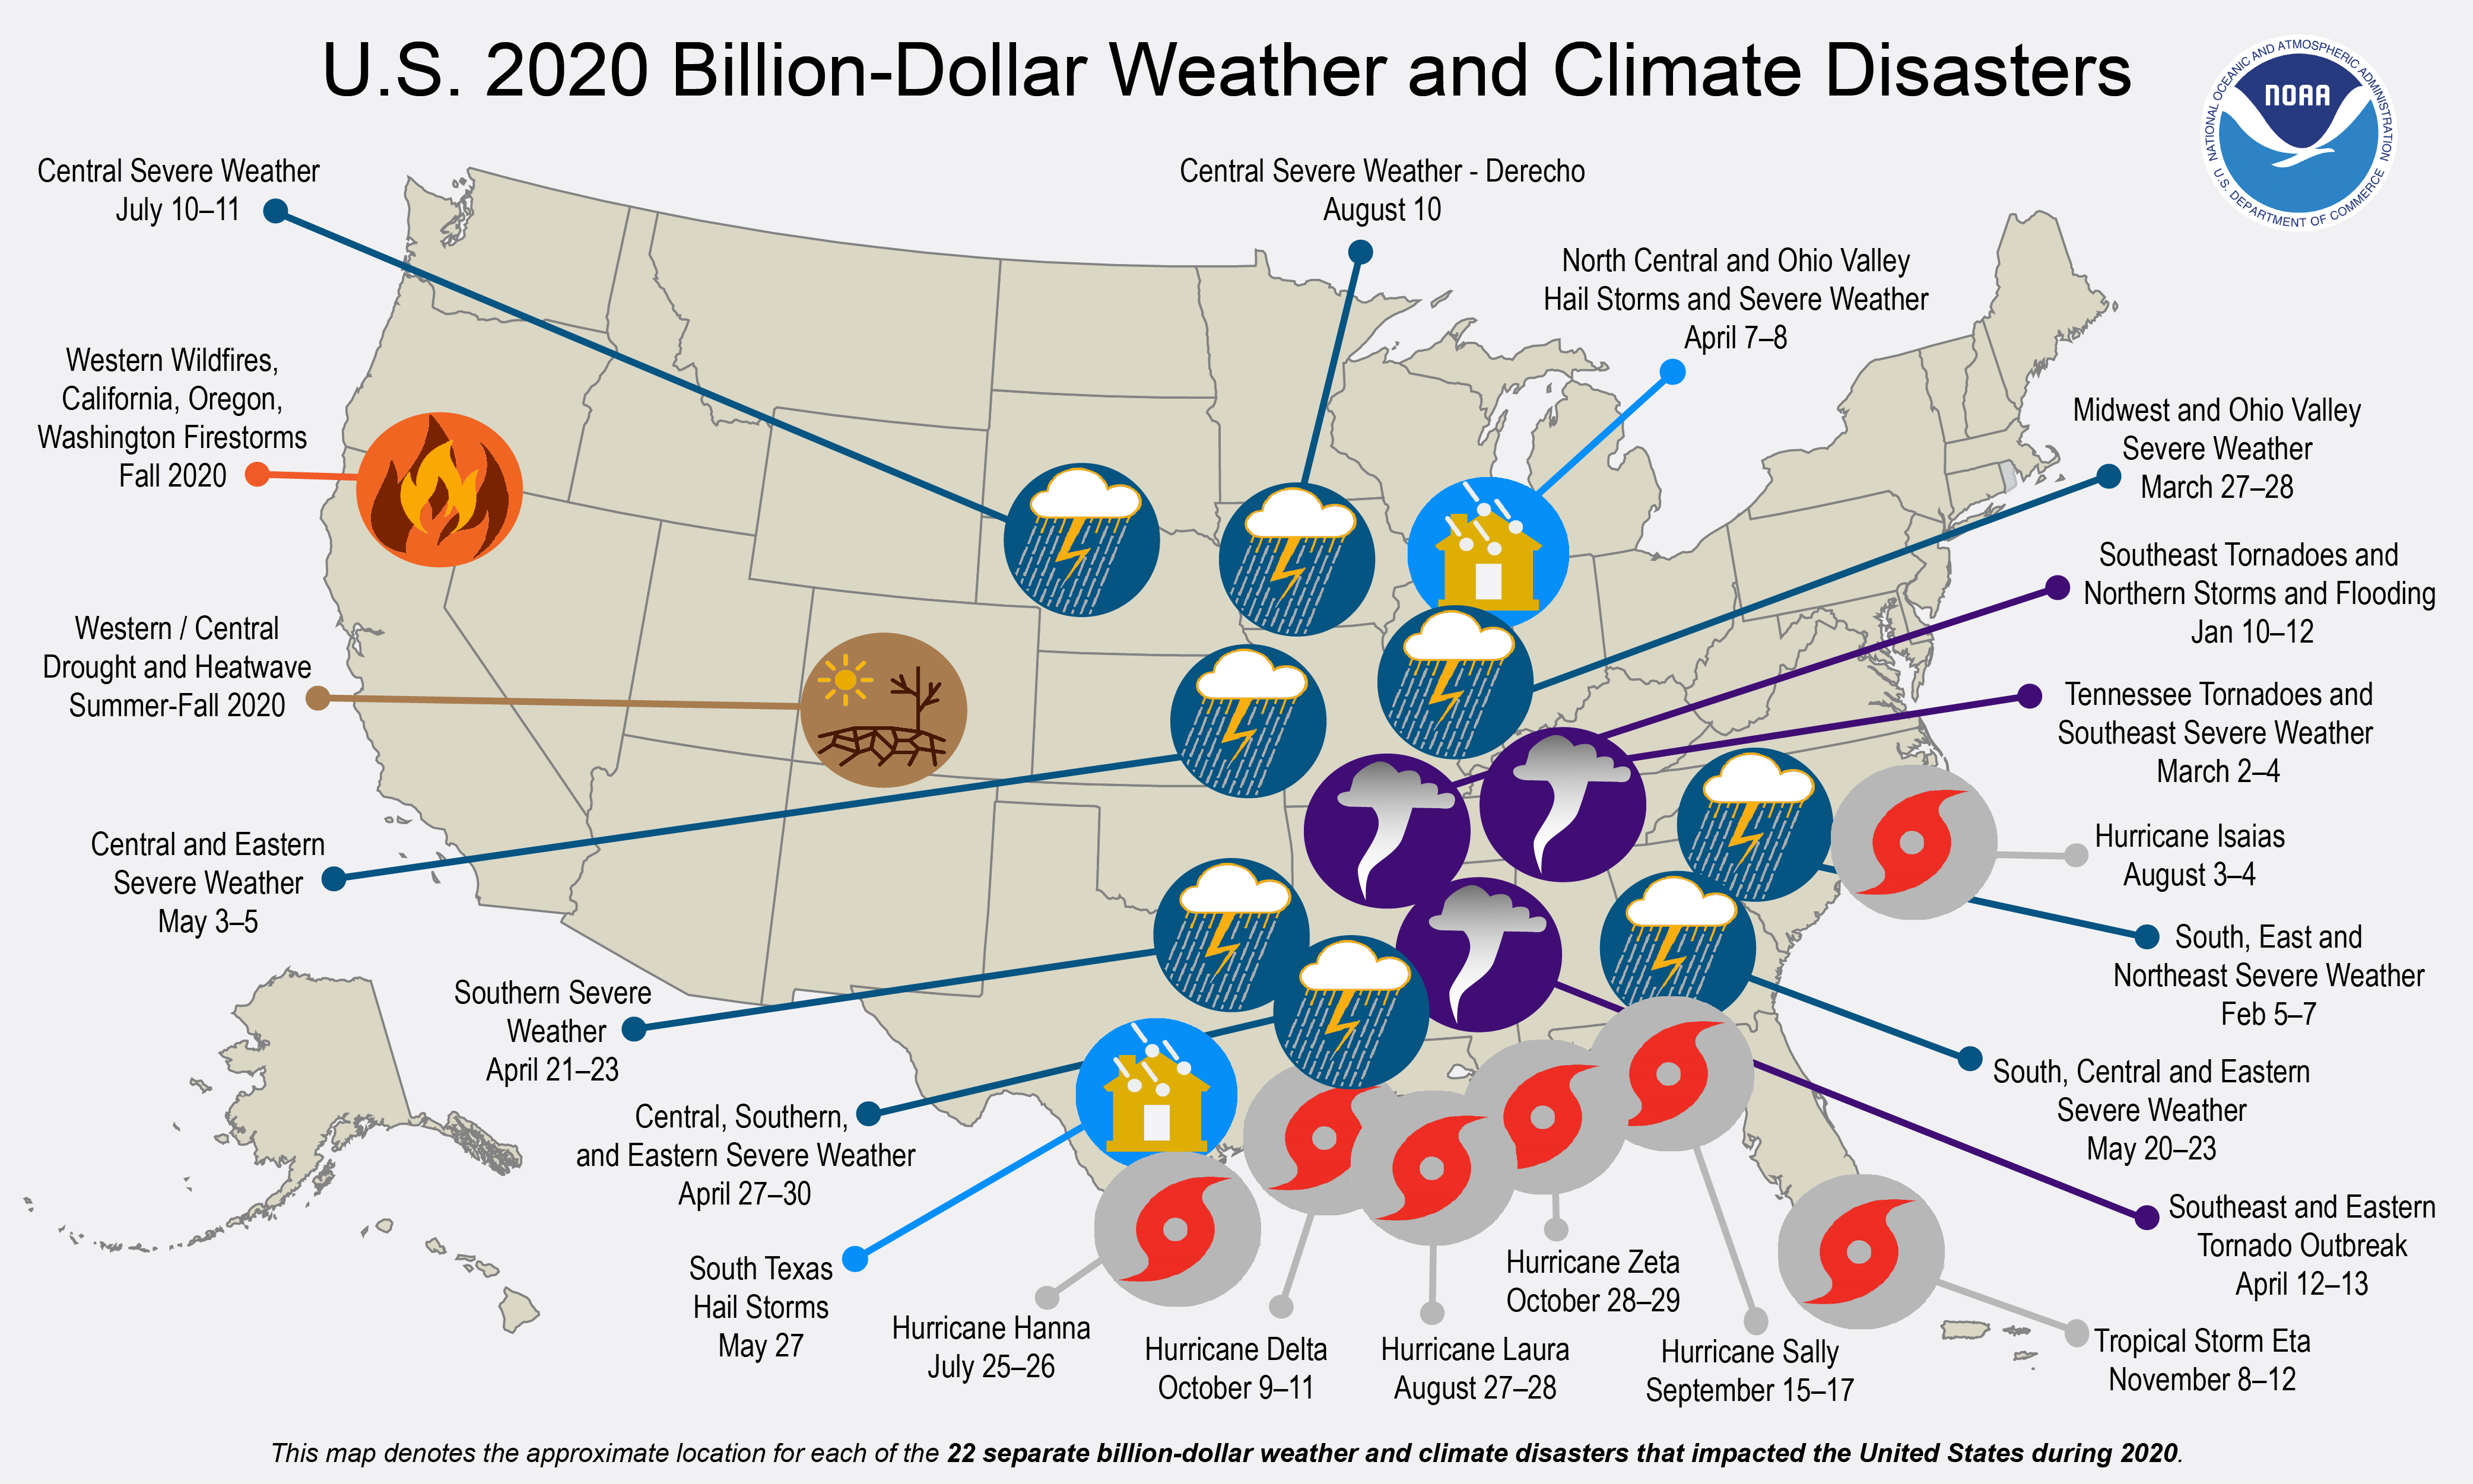 U.S. 2020 Billion-Dollar Weather and Climate Disasters
NATIONAL OCEANIC AND ATMOSPHERIC ADMINISTRATION
NOAA
U.S. DEPARTMENT OF COMMERCE
Central Severe Weather
July 10–11
Central Severe Weather - Derecho
August 10
North Central and Ohio Valley
Hail Storms and Severe Weather
April 7–8
Western Wildfires,
California, Oregon,
Washington Firestorms
Fall 2020
Midwest and Ohio Valley
Severe Weather
March 27–28
Southeast Tornadoes and
Northern Storms and Flooding
Jan 10–12
Western / Central
Drought and Heatwave
Summer-Fall 2020
Tennessee Tornadoes and
Southeast Severe Weather
March 2–4
Central and Eastern
Severe Weather
May 3–5
Hurricane Isaias
August 3–4
South, East and
Northeast Severe Weather
Feb 5–7
Southern Severe
Weather
April 21–23
South, Central and Eastern
Severe Weather
May 20–23
Central, Southern,
and Eastern Severe Weather
April 27–30
Southeast and Eastern
Tornado Outbreak
April 12–13
South Texas
Hail Storms
May 27
Hurricane Hanna
July 25–26
Hurricane Delta
October 9–11
Hurricane Laura
August 27–28
Hurricane Zeta
October 28–29
Hurricane Sally
September 15–17
Tropical Storm Eta
November 8–12
This map denotes the approximate location for each of the 22 separate billion-dollar weather and climate disasters that impacted the United States during 2020.